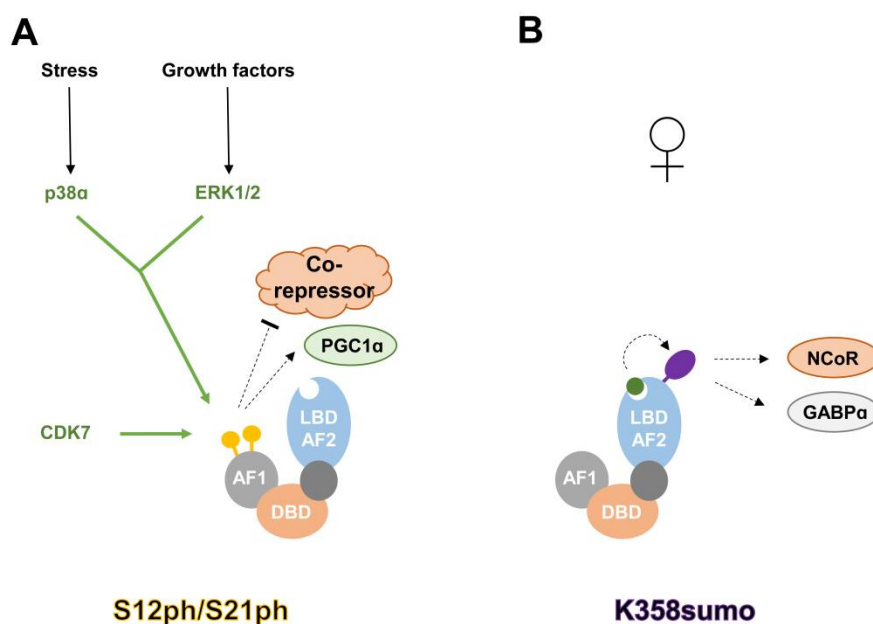 A
Stress
Growth factors
p38α
ERK1/2
Co-
repressor
PGC1α
CDK7
LBD
AF2
AF1
DBD
S12ph/S21ph
B
NCoR
GABPα
LBD
AF2
AF1
DBD
K358sumo